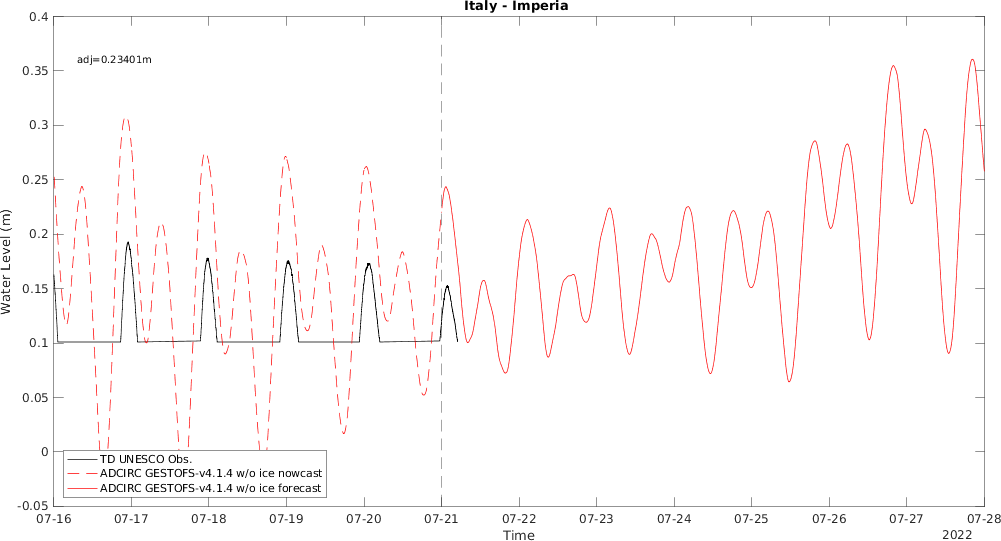 Italy - Imperia
0.4
0.35
0.3
0.25
0.2
0.15
0.1
0.05
0
-0.05
Water Level (m)
adj=0.23401m
TD UNESCO Obs.
ADCIRC GESTOFS-v4.1.4 w/o ice nowcast
ADCIRC GESTOFS-v4.1.4 w/o ice forecast
07-16 07-17 07-18 07-19 07-20 07-21 07-22 07-23 07-24 07-25 07-26 07-27 07-28
Time
2022